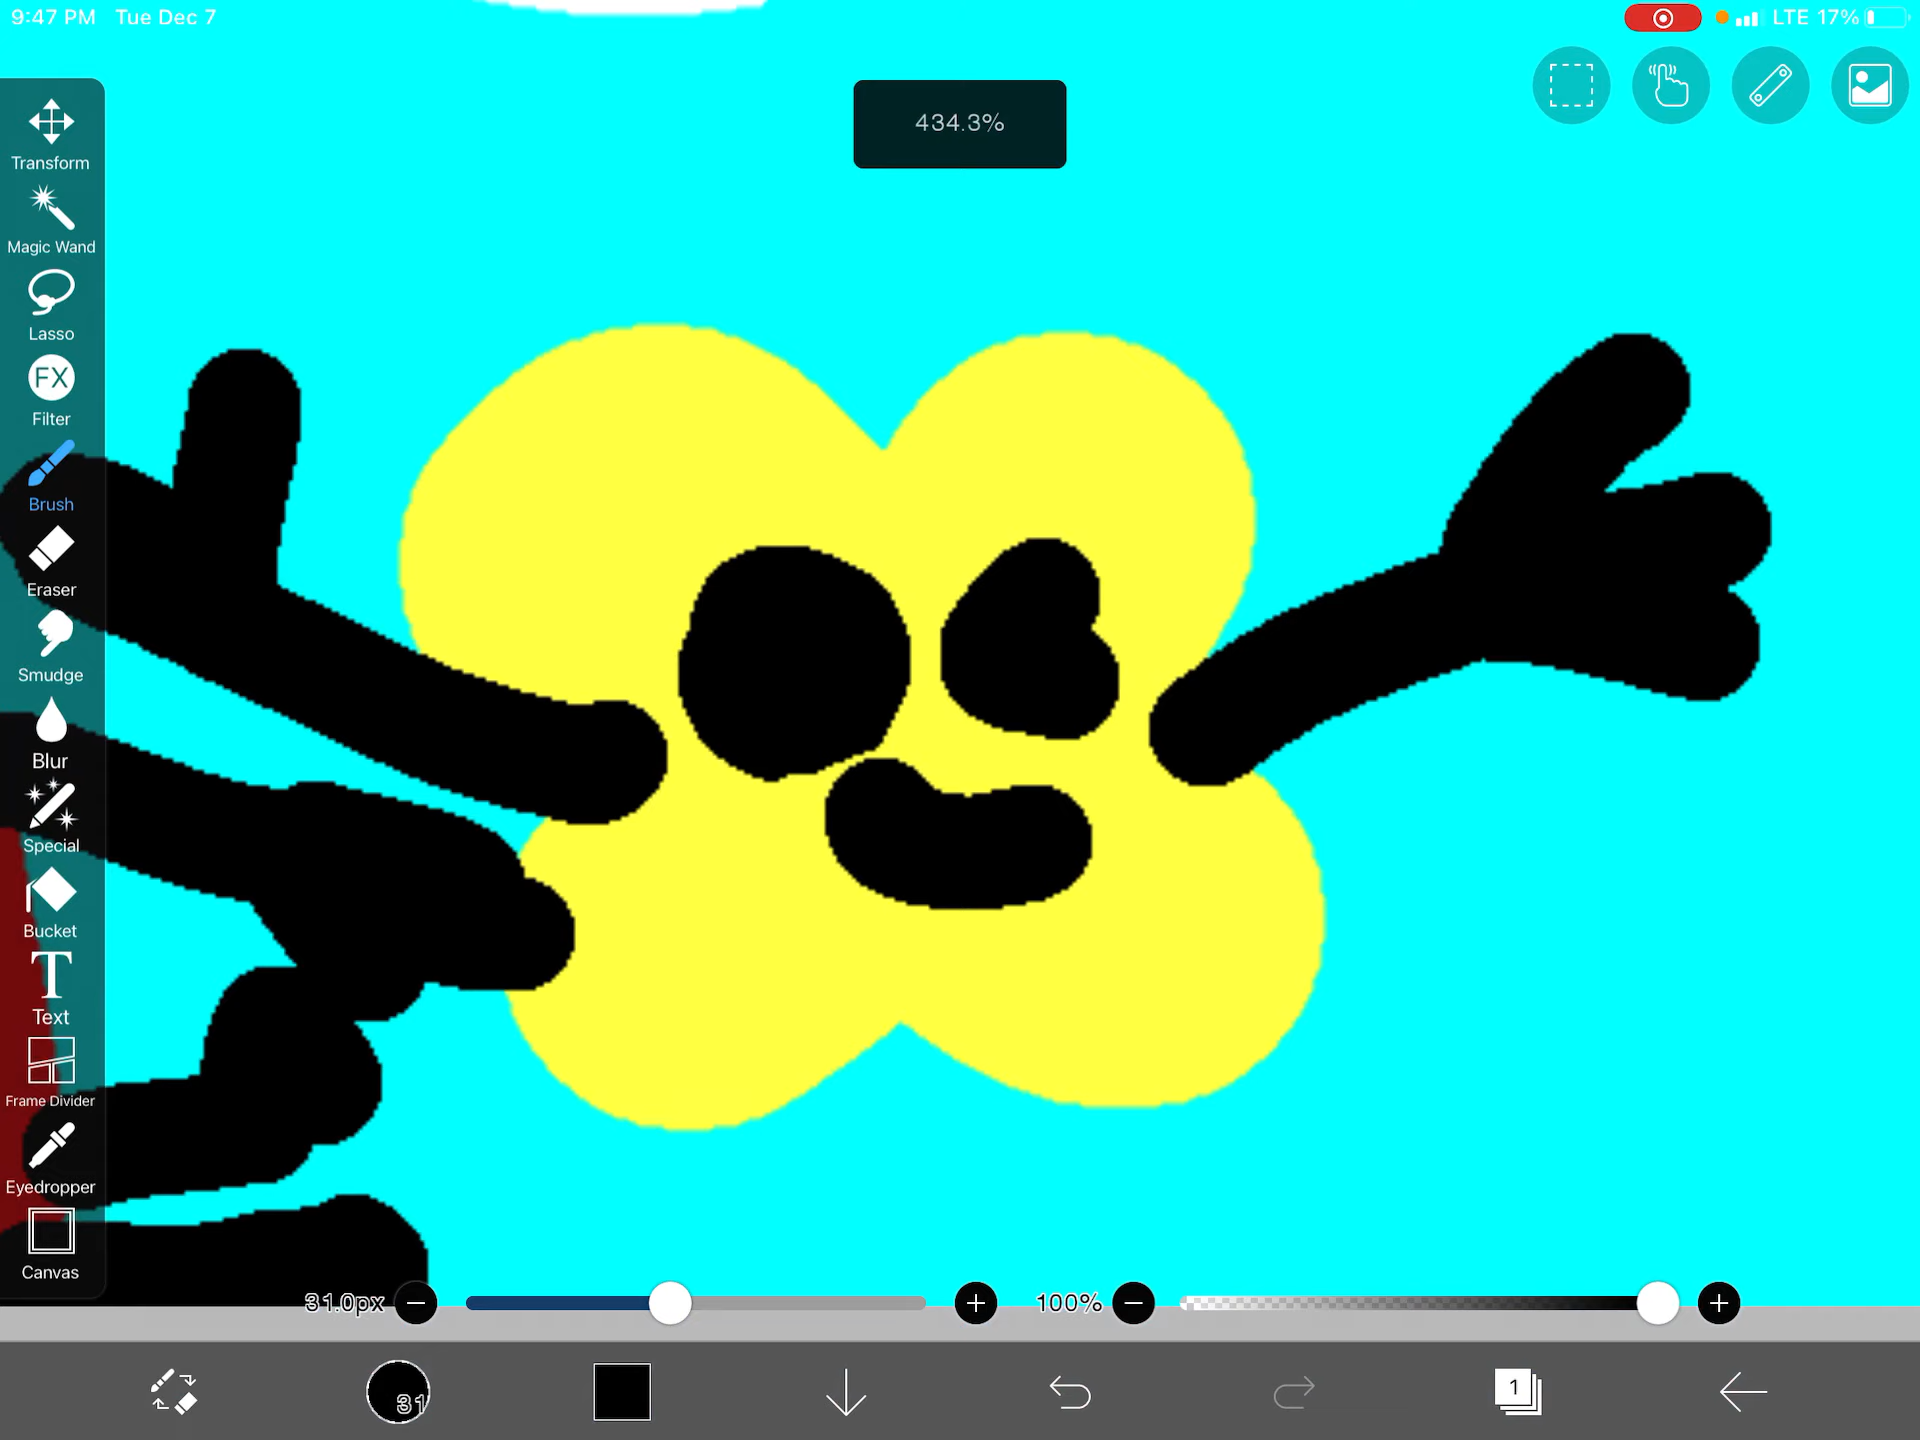 9:47 PM Tue Dec 7
LTE 17%
434.3%
Transform
Magic Wand
Lasso
FX
Filter
Brush
Eraser
Smudge
Blur
Special
Bucket
T
Text
Frame Divider
Eyedropper
Canvas
31.0px
100%
31
1